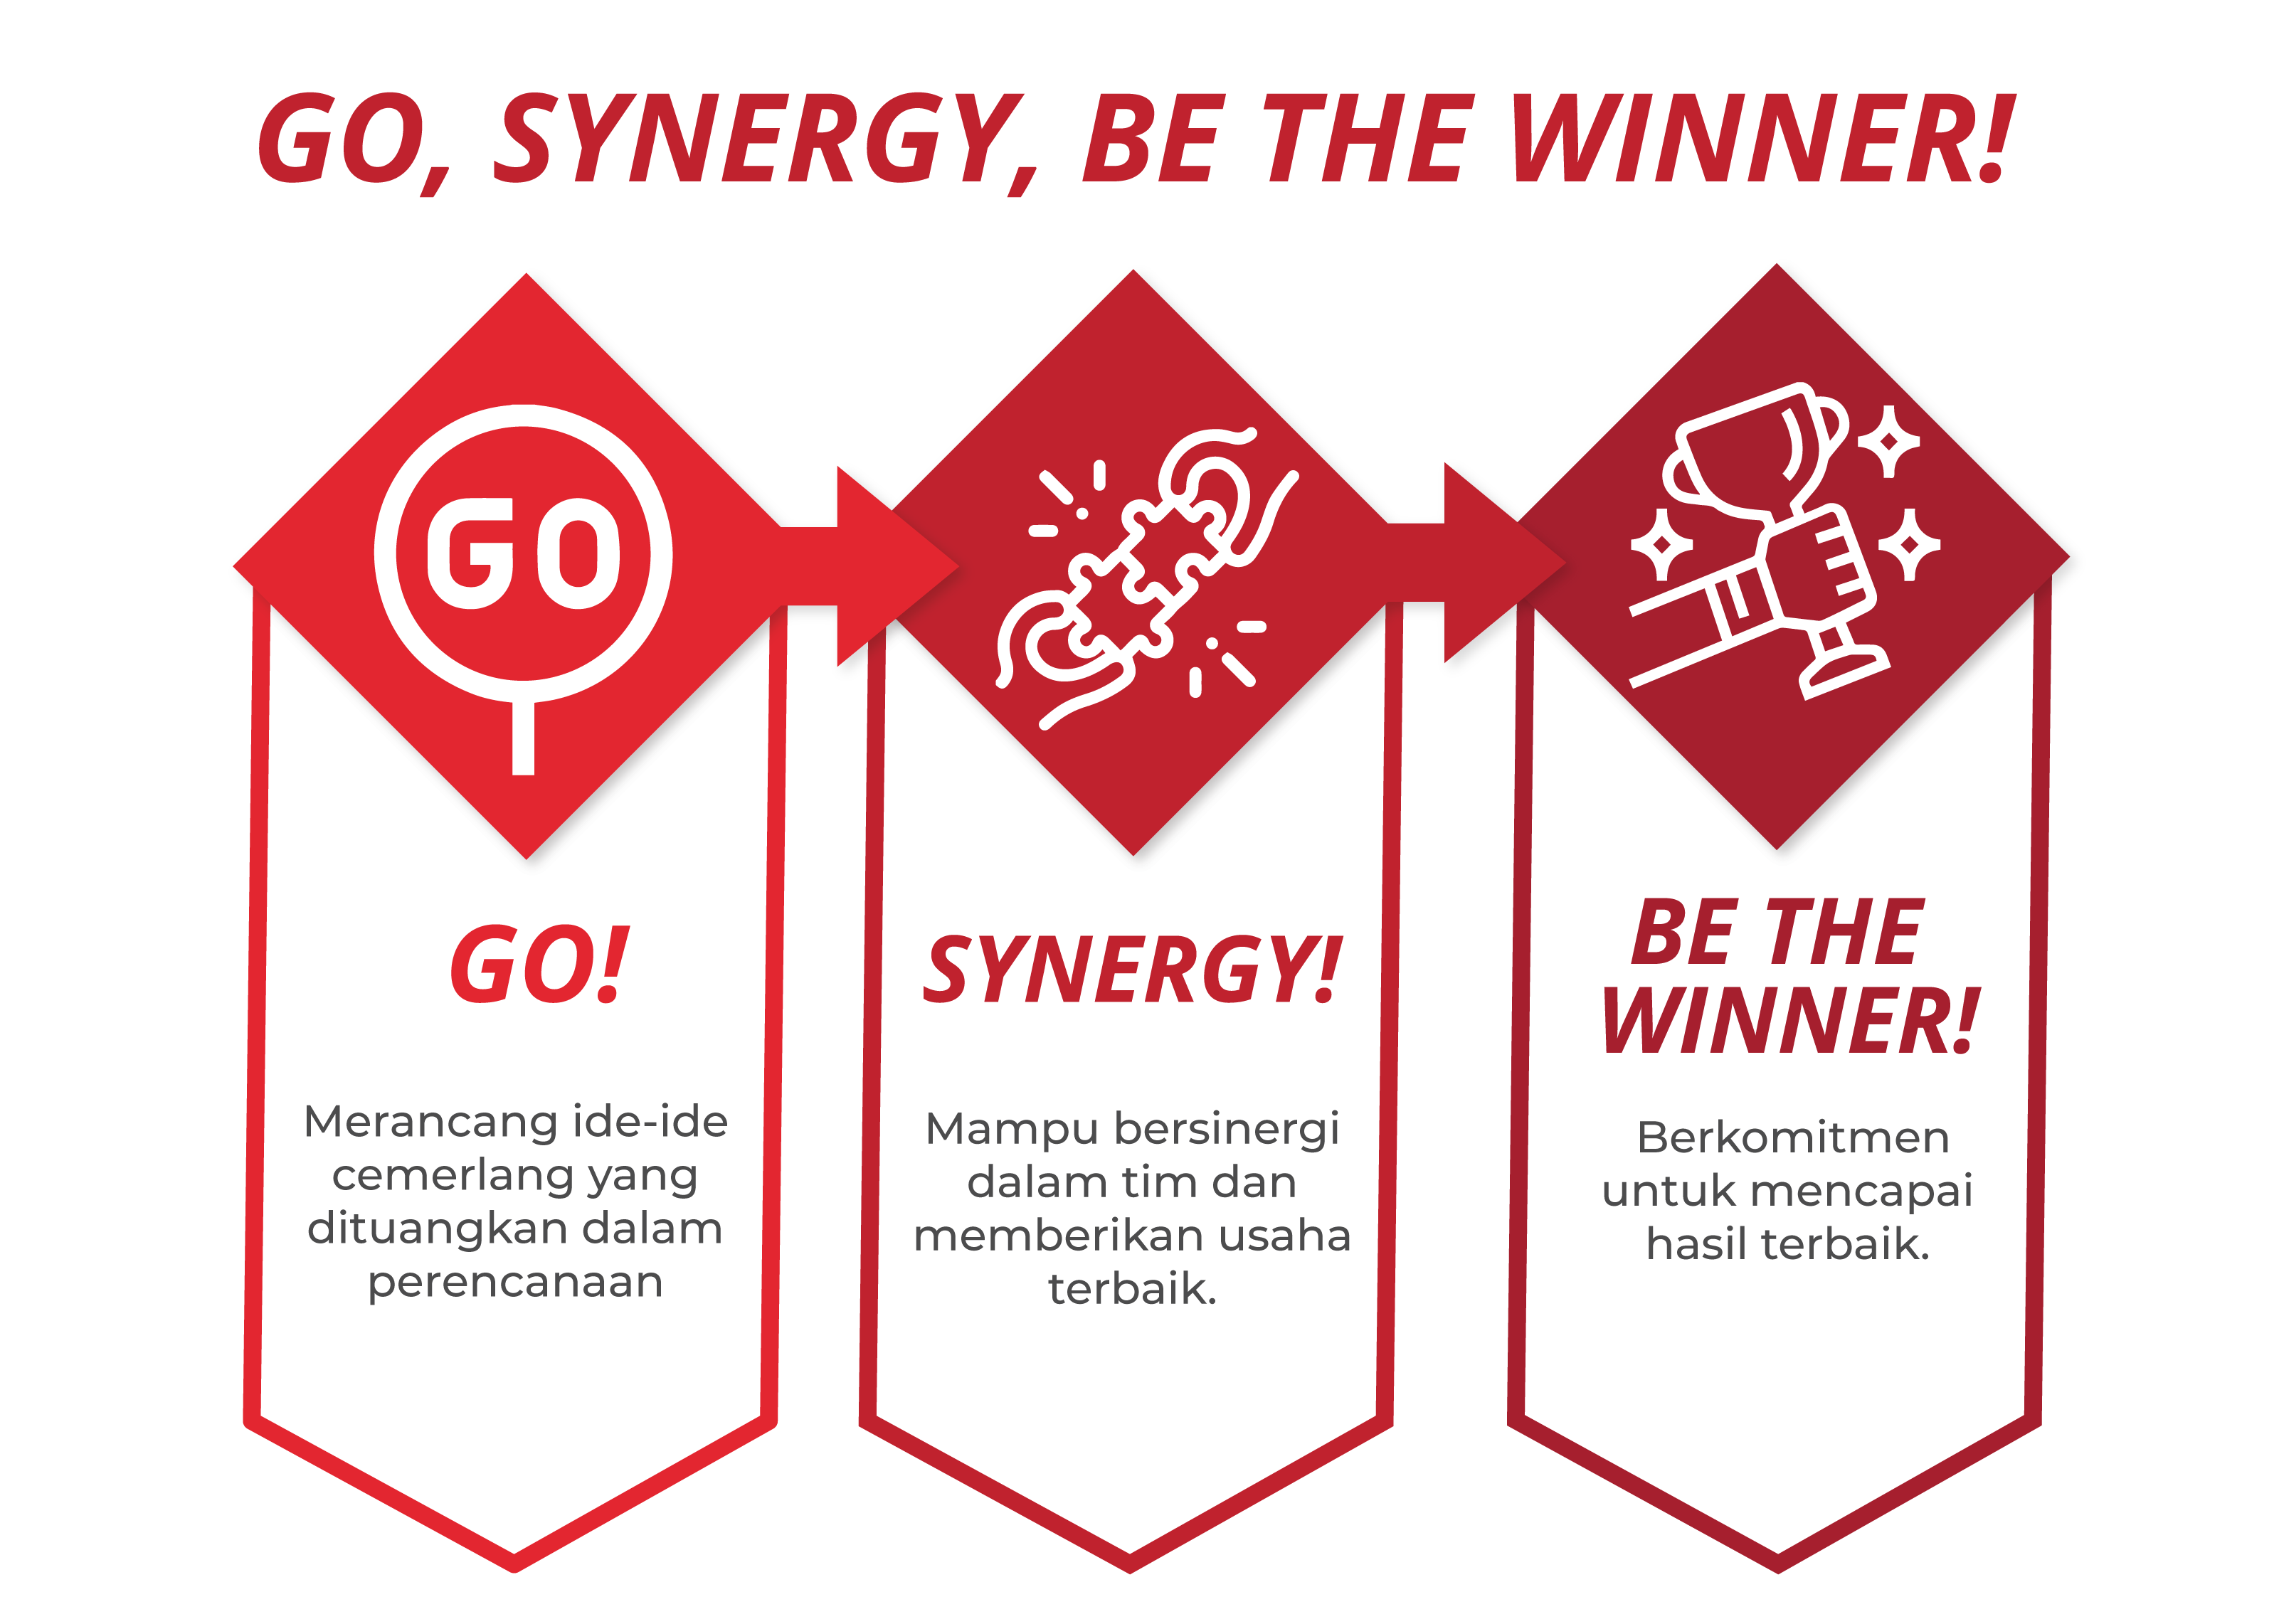 GO, SYNERGY, BE THE WINNER!
GO
GO!
Merancang ide-ide
cemerlang yang
dituangkan dalam
perencanaan
SYNERGY!
Mampu bersinergi
dalam tim dan
memberikan usaha
terbaik.
BE THE
WINNER!
Berkomitmen
untuk mencapai
hasil terbaik.